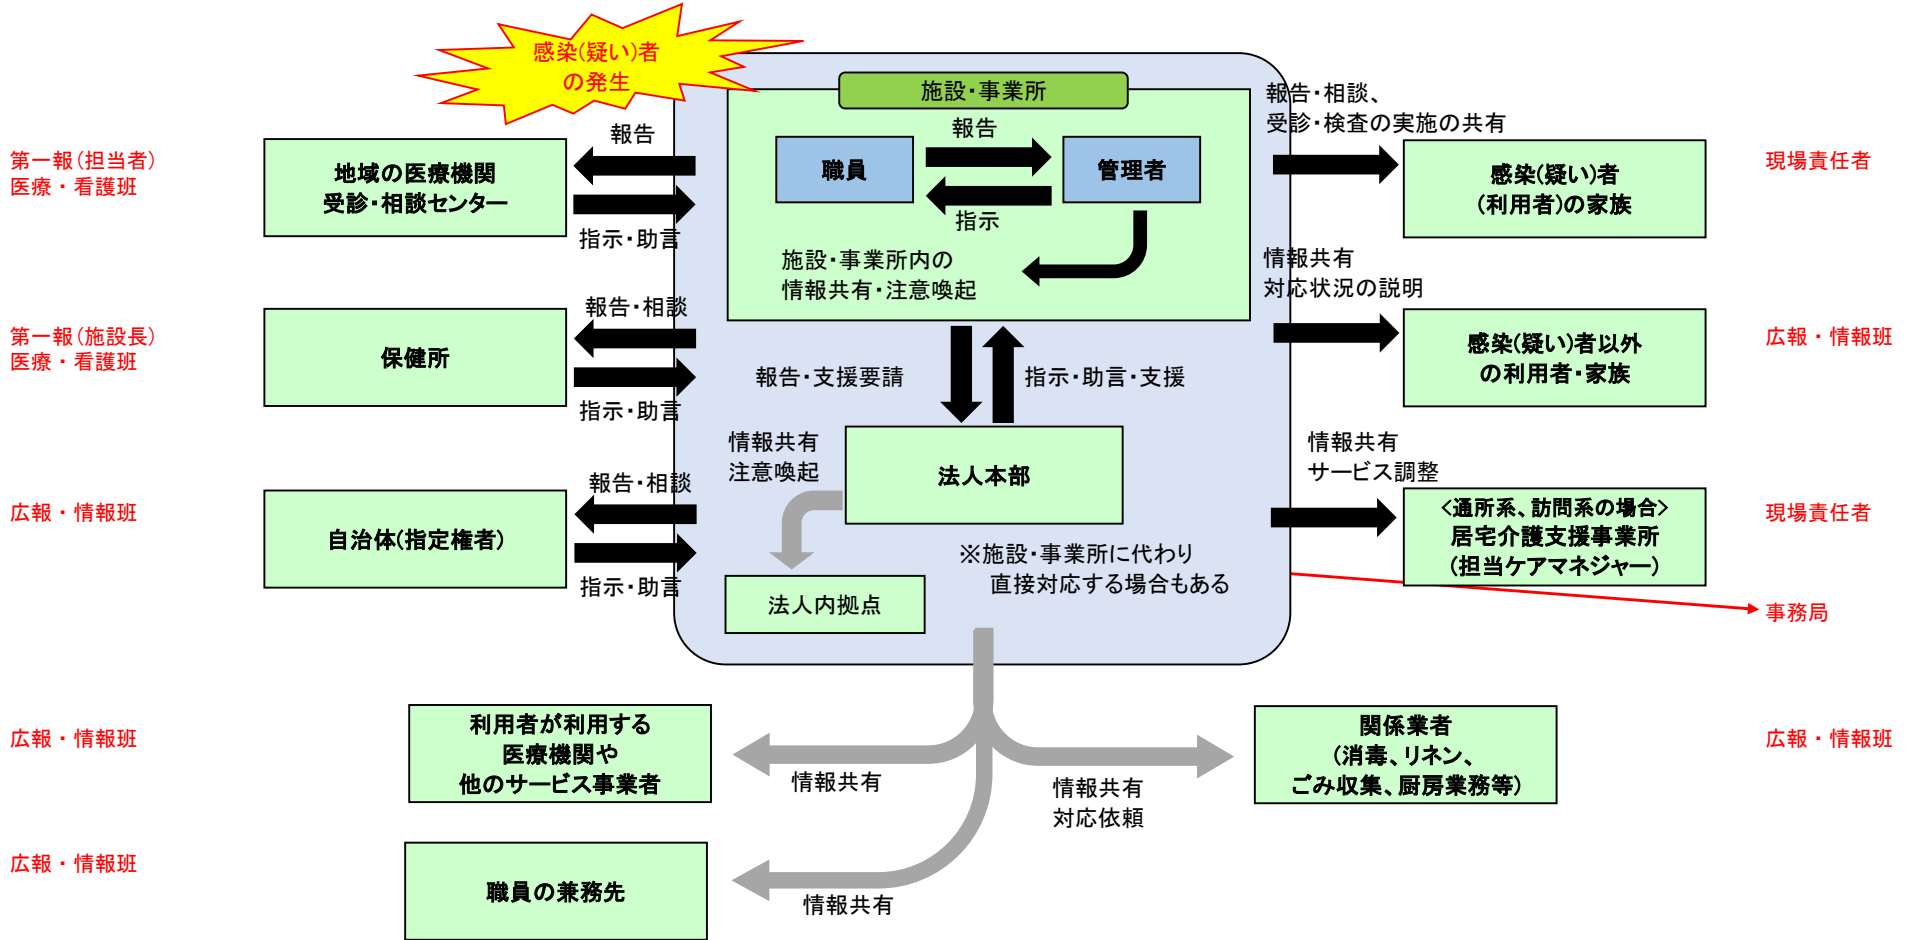 感染(疑い)者
の発生
施設・事業所
報告
職員
管理者
指示
施設・事業所内の
情報共有・注意喚起
第一報(担当者)
医療・看護班
地域の医療機関
受診・相談センター
報告
指示・助言
報告・相談、
受診・検査の実施の共有
感染(疑い)者
(利用者)の家族
現場責任者
第一報(施設長)
医療・看護班
保健所
報告・相談
指示・助言
情報共有
対応状況の説明
感染(疑い)者以外
の利用者・家族
広報・情報班
報告・支援要請
指示・助言・支援
情報共有
注意喚起
法人本部
※施設・事業所に代わり
直接対応する場合もある
法人内拠点
広報・情報班
自治体(指定権者)
報告・相談
指示・助言
情報共有
サービス調整
<通所系、訪問系の場合>
居宅介護支援事業所
(担当ケアマネジャー)
現場責任者
事務局
広報・情報班
利用者が利用する
医療機関や
他のサービス事業者
情報共有
情報共有
対応依頼
関係業者
(消毒、リネン、
ごみ収集、厨房業務等)
広報・情報班
広報・情報班
職員の兼務先
情報共有